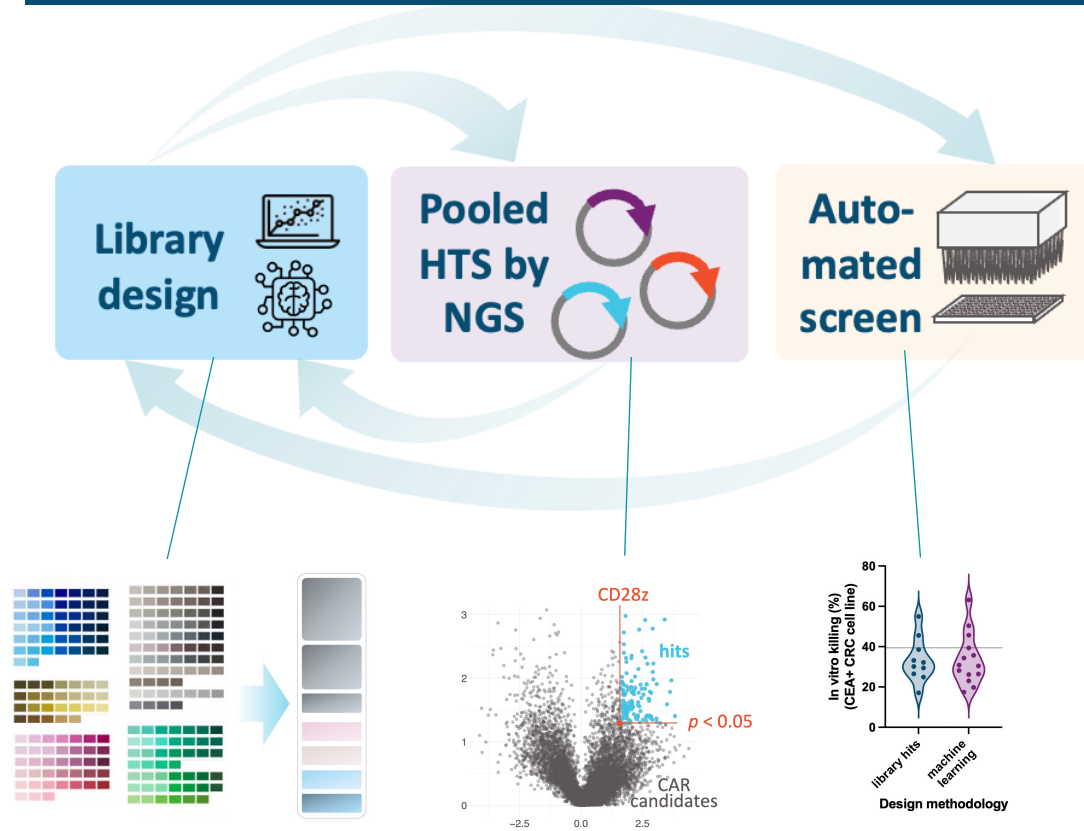 Library
design
Pooled
HTS by
NGS
Auto-
mated
screen
CD28z
3
hits
2
p < 0.05
1
CAR
candidates
0
−2.5
0.0
2.5
In vitro killing (%)
(CEA+ CRC cell line)
80
60
40
20
0
library hits
machine
learning
Design methodology